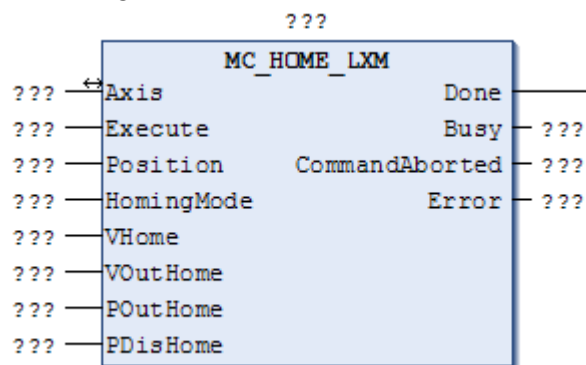 ???
MC_HOME_LXM
??? Axis Done
??? Execute Busy ???
??? Position CommandAborted ???
??? HomingMode Error ???
??? VHome
??? VOutHome
??? POutHome
??? PDisHome